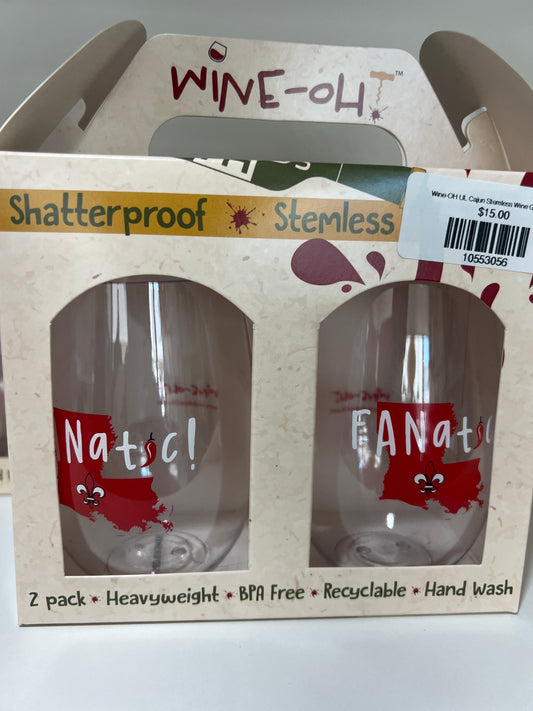 WINE-OH!™
Shatterproof * Stemless
Wine-OH UL Cajun Stemless Wine G
$15.00
10553056
Natic!
FANatic
2 pack * Heavyweight * BPA Free * Recyclable * Hand Wash